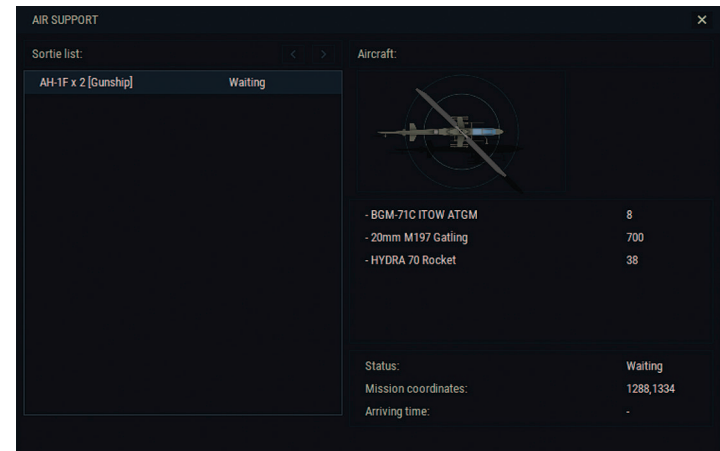 AIR SUPPORT
Sortie list:
Aircraft:
AH-1F x 2 [Gunship] Waiting
- BGM-71C ITOW ATGM 8
- 20mm M197 Gatling 700
- HYDRA 70 Rocket 38
Status: Waiting
Mission coordinates: 1288,1334
Arriving time: -